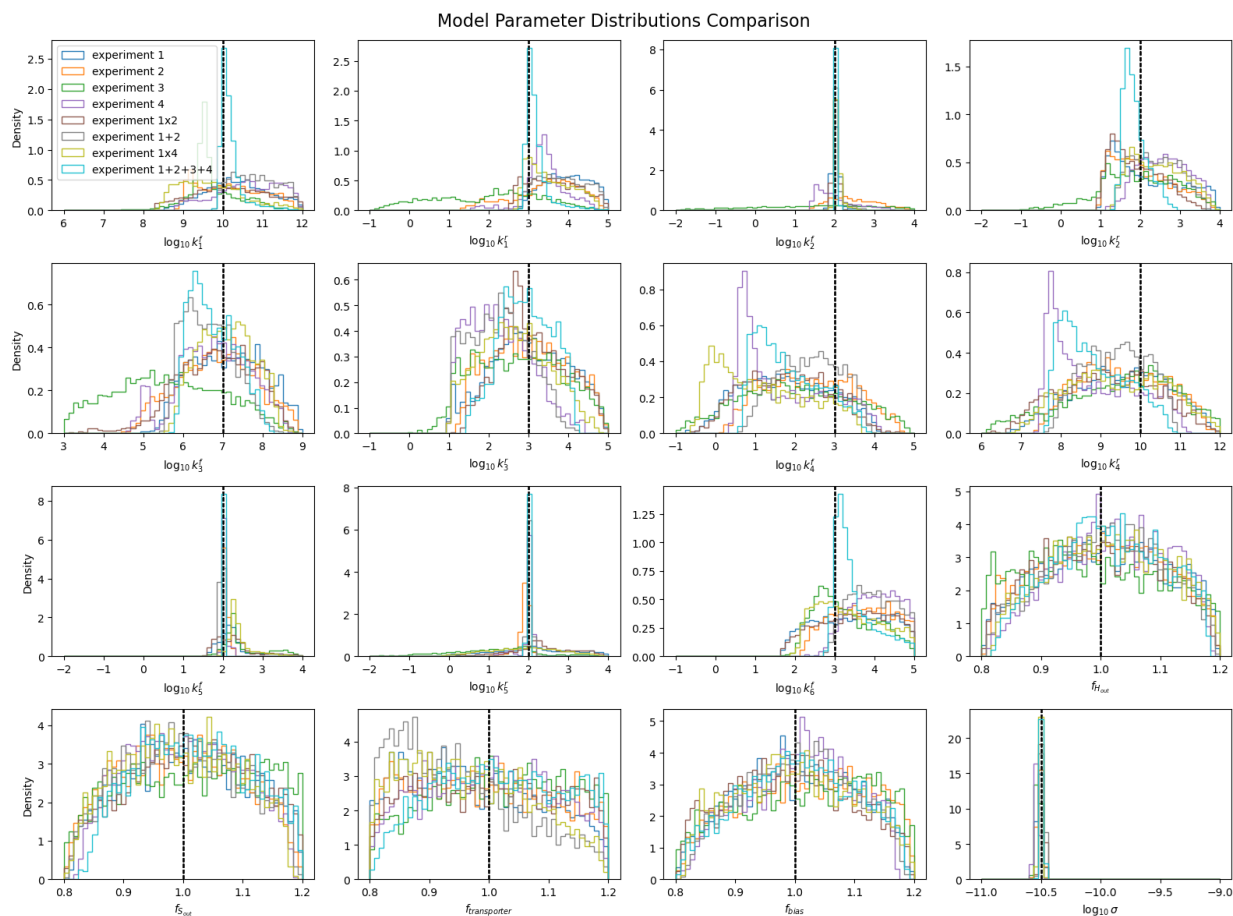 Model Parameter Distributions Comparison
experiment 1
experiment 2
experiment 3
experiment 4
experiment 1x2
experiment 1+2
experiment 1x4
experiment 1+2+3+4
Density
2.5
2.0
1.5
1.0
0.5
0.0
6 7 8 9 10 11 12
log₁₀ k₁ᶠ
2.5
2.0
1.5
1.0
0.5
0.0
−1 0 1 2 3 4 5
log₁₀ k₁ʳ
8
6
4
2
0
−2 −1 0 1 2 3 4
log₁₀ k₂ᶠ
1.5
1.0
0.5
0.0
−2 −1 0 1 2 3 4
log₁₀ k₂ʳ
Density
0.6
0.4
0.2
0.0
3 4 5 6 7 8 9
log₁₀ k₃ᶠ
0.6
0.5
0.4
0.3
0.2
0.1
0.0
−1 0 1 2 3 4 5
log₁₀ k₃ʳ
0.8
0.6
0.4
0.2
0.0
−1 0 1 2 3 4 5
log₁₀ k₄ᶠ
0.8
0.6
0.4
0.2
0.0
6 7 8 9 10 11 12
log₁₀ k₄ʳ
Density
8
6
4
2
0
−2 −1 0 1 2 3 4
log₁₀ k₅ᶠ
8
6
4
2
0
−2 −1 0 1 2 3 4
log₁₀ k₅ʳ
1.25
1.00
0.75
0.50
0.25
0.00
−1 0 1 2 3 4 5
log₁₀ k₆ᶠ
5
4
3
2
1
0
0.8 0.9 1.0 1.1 1.2
f_{H_{out}}
Density
4
3
2
1
0
0.8 0.9 1.0 1.1 1.2
f_{S_{out}}
4
3
2
1
0
0.8 0.9 1.0 1.1 1.2
f_{transporter}
5
4
3
2
1
0
0.8 0.9 1.0 1.1 1.2
f_{bias}
20
15
10
5
0
−11.0 −10.5 −10.0 −9.5 −9.0
log₁₀ σ